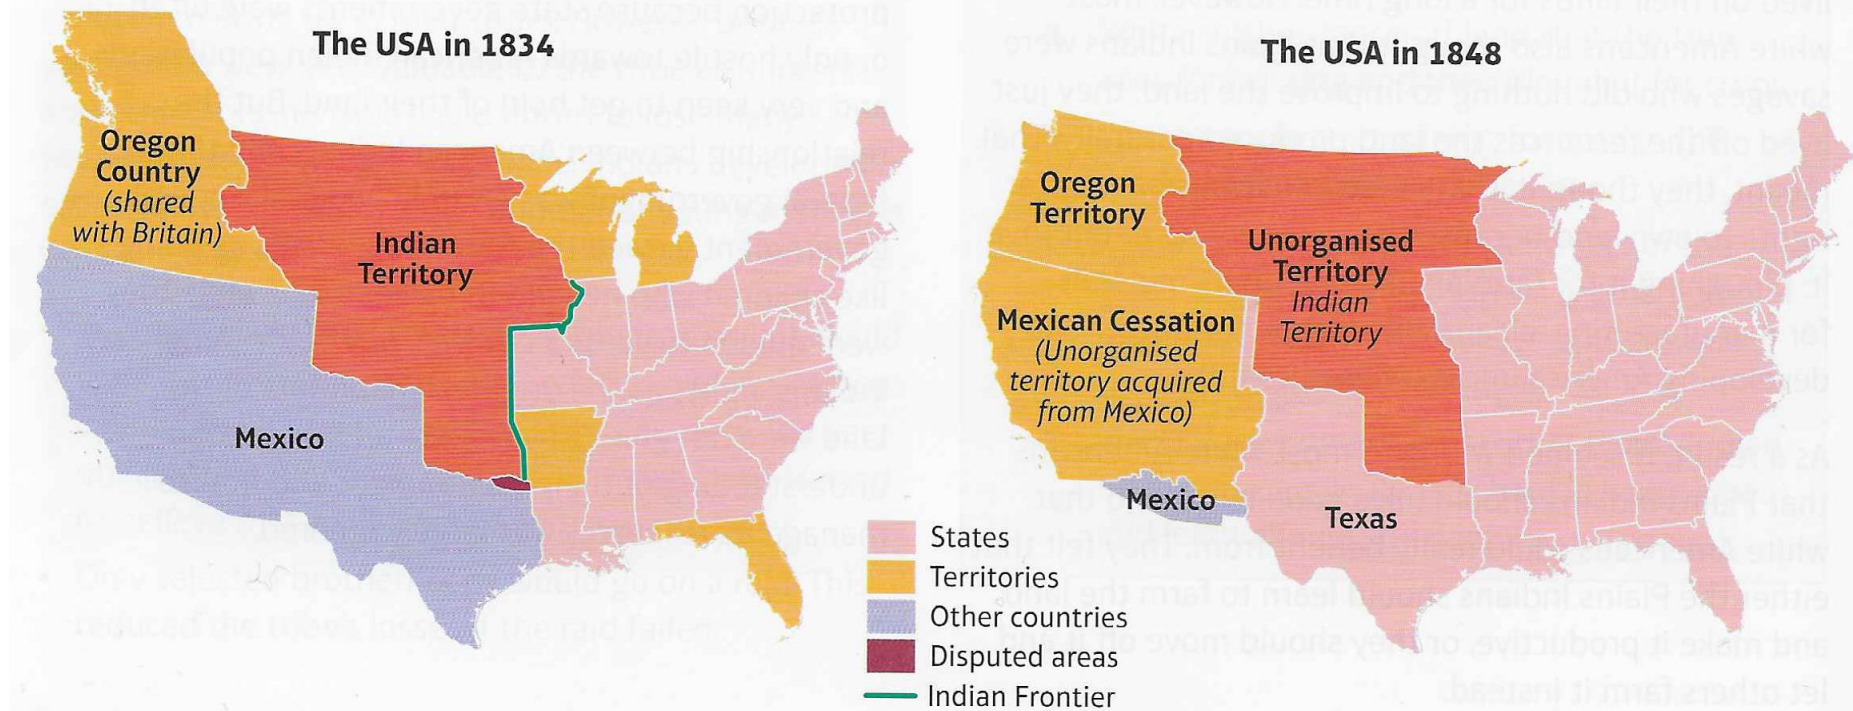 The USA in 1834
Oregon
Country
(shared
with Britain)
Indian
Territory
Mexico
The USA in 1848
Oregon
Territory
Unorganised
Territory
Indian
Territory
Mexican Cessation
(Unorganised
territory acquired
from Mexico)
Mexico
Texas
States
Territories
Other countries
Disputed areas
Indian Frontier